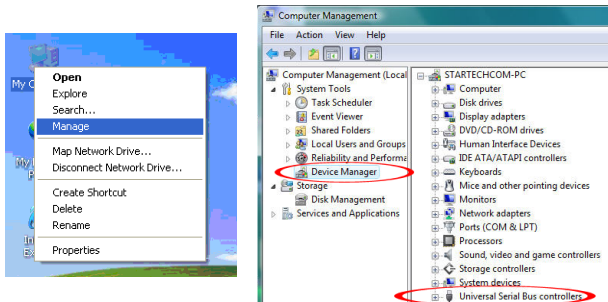 My C
Open
Explore
Search...
Manage
Map Network Drive...
Disconnect Network Drive...
Create Shortcut
Delete
Rename
Properties
My
P
In
Ex
Computer Management
File Action View Help
Computer Management (Local
System Tools
Task Scheduler
Event Viewer
Shared Folders
Local Users and Groups
Reliability and Performa
Device Manager
Storage
Disk Management
Services and Applications
STARTECHCOM-PC
Computer
Disk drives
Display adapters
DVD/CD-ROM drives
Human Interface Devices
IDE ATA/ATAPI controllers
Keyboards
Mice and other pointing devices
Monitors
Network adapters
Ports (COM & LPT)
Processors
Sound, video and game controllers
Storage controllers
System devices
Universal Serial Bus controllers